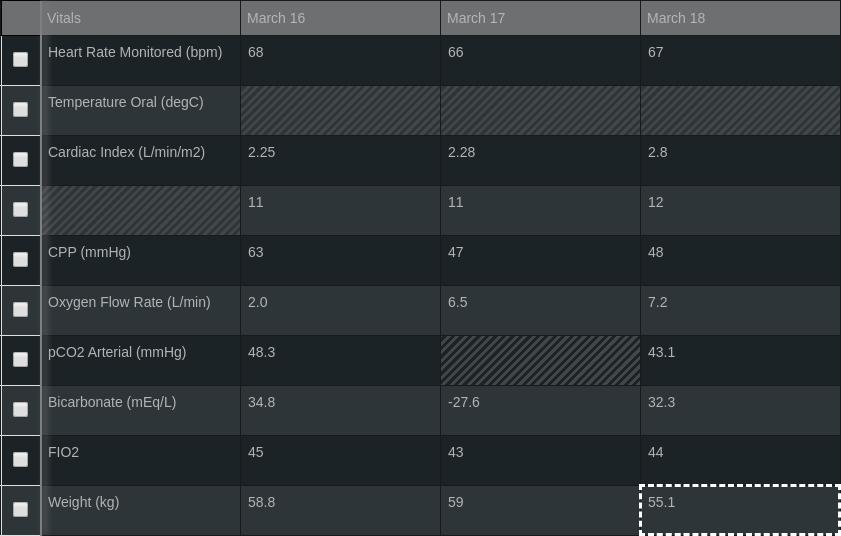 Vitals March 16 March 17 March 18
Heart Rate Monitored (bpm) 68 66 67
Temperature Oral (degC)
Cardiac Index (L/min/m2) 2.25 2.28 2.8
11 11 12
CPP (mmHg) 63 47 48
Oxygen Flow Rate (L/min) 2.0 6.5 7.2
pCO2 Arterial (mmHg) 48.3 43.1
Bicarbonate (mEq/L) 34.8 -27.6 32.3
FIO2 45 43 44
Weight (kg) 58.8 59 55.1